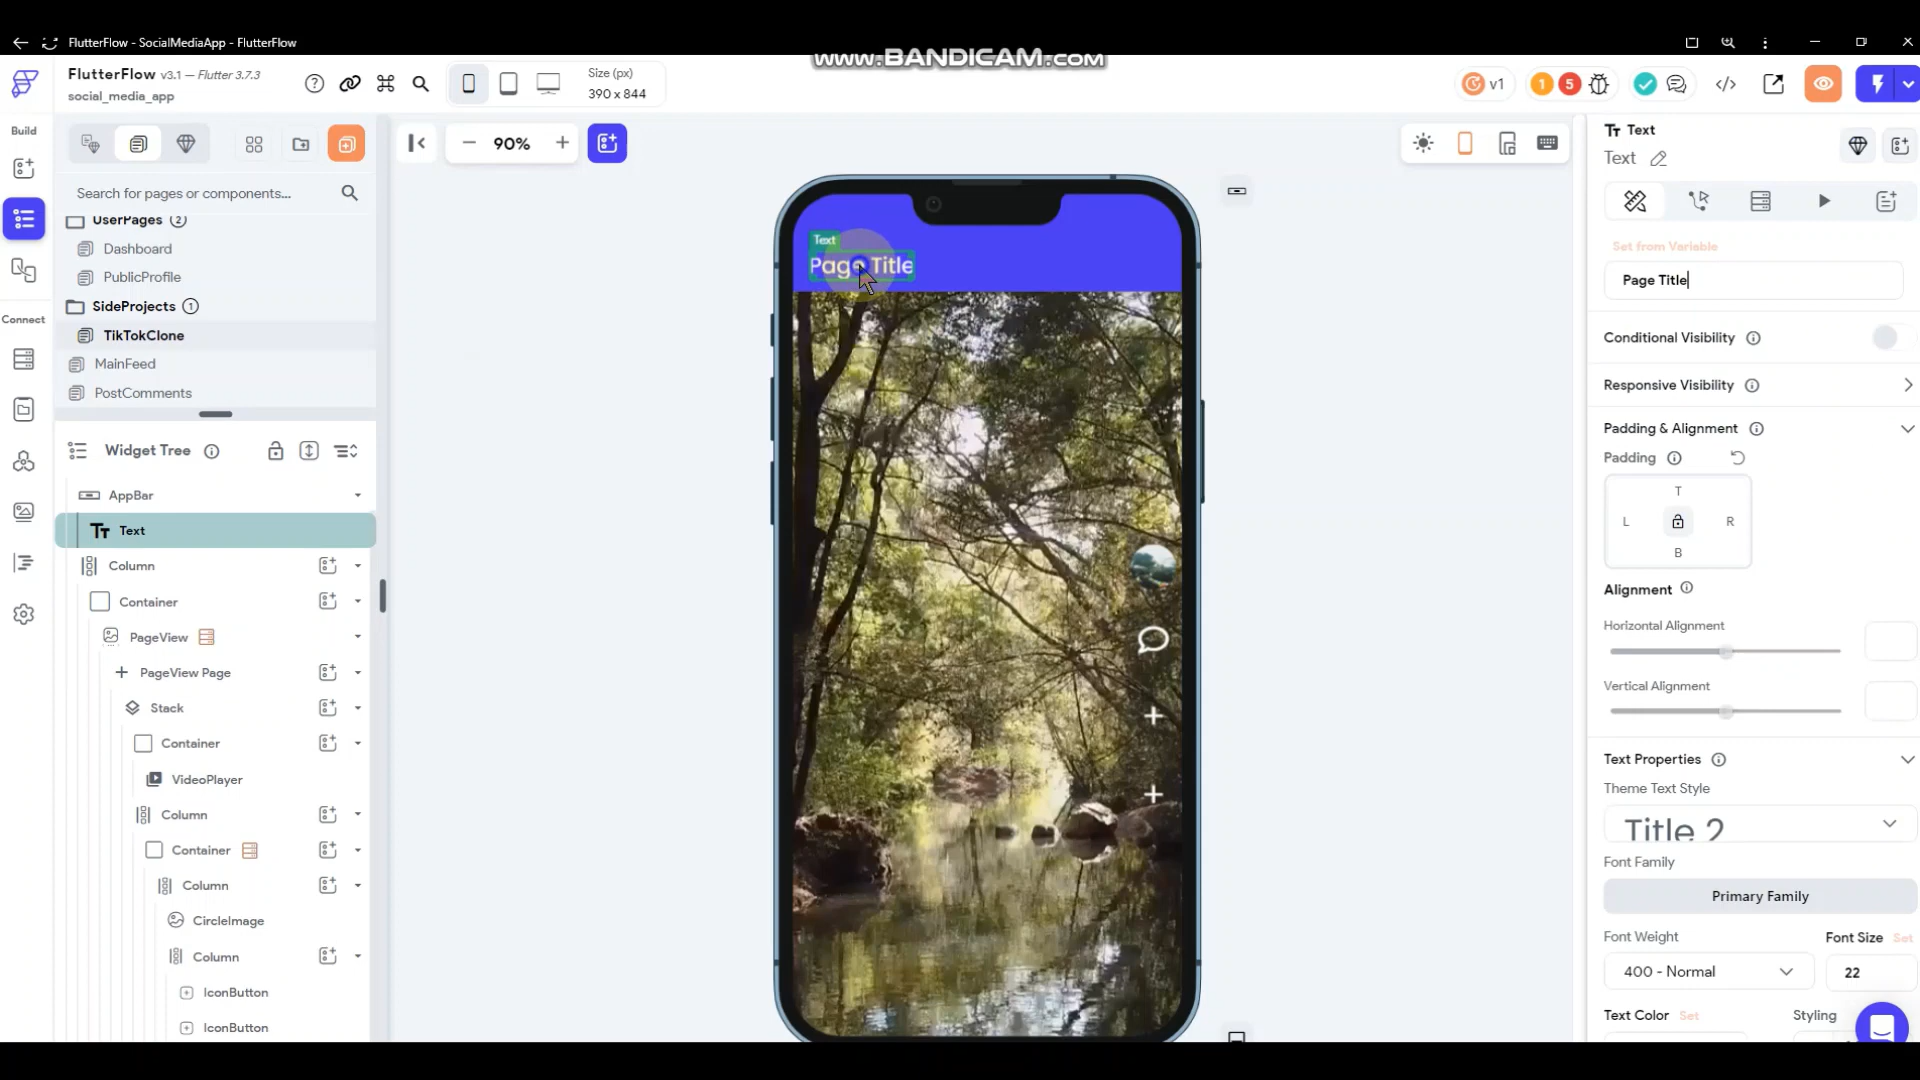 FlutterFlow - SocialMediaApp - FlutterFlow
www.BANDICAM.com
FlutterFlow v3.1 – Flutter 3.7.3
social_media_app
Size (px)
390 x 844
v1
1
5
Build
Connect
Search for pages or components...
UserPages (2)
Dashboard
PublicProfile
SideProjects (1)
TikTokClone
MainFeed
PostComments
Widget Tree
AppBar
Tt Text
Column
Container
PageView
PageView Page
Stack
Container
VideoPlayer
Column
Container
Column
CircleImage
Column
IconButton
IconButton
90%
Text
Page Title
Tt Text
Text
Set from Variable
Page Title
Conditional Visibility
Responsive Visibility
Padding & Alignment
Padding
T
L
R
B
Alignment
Horizontal Alignment
Vertical Alignment
Text Properties
Theme Text Style
Title 2
Font Family
Primary Family
Font Weight
Font Size Set
400 - Normal
22
Text Color Set
Styling